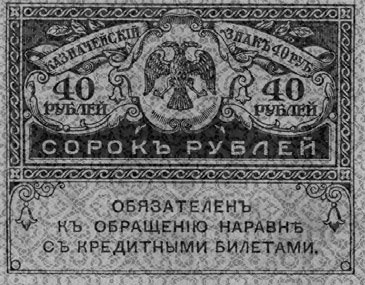 КАЗНАЧЕЙСКІЙ ЗНАКЪ 40 РУБ.
40 РУБЛЕЙ 40 РУБЛЕЙ
СОРОКЪ РУБЛЕЙ
ОБЯЗАТЕЛЕНЪ
КЪ ОБРАЩЕНІЮ НАРАВНѢ
СЪ КРЕДИТНЫМИ БИЛЕТАМИ.